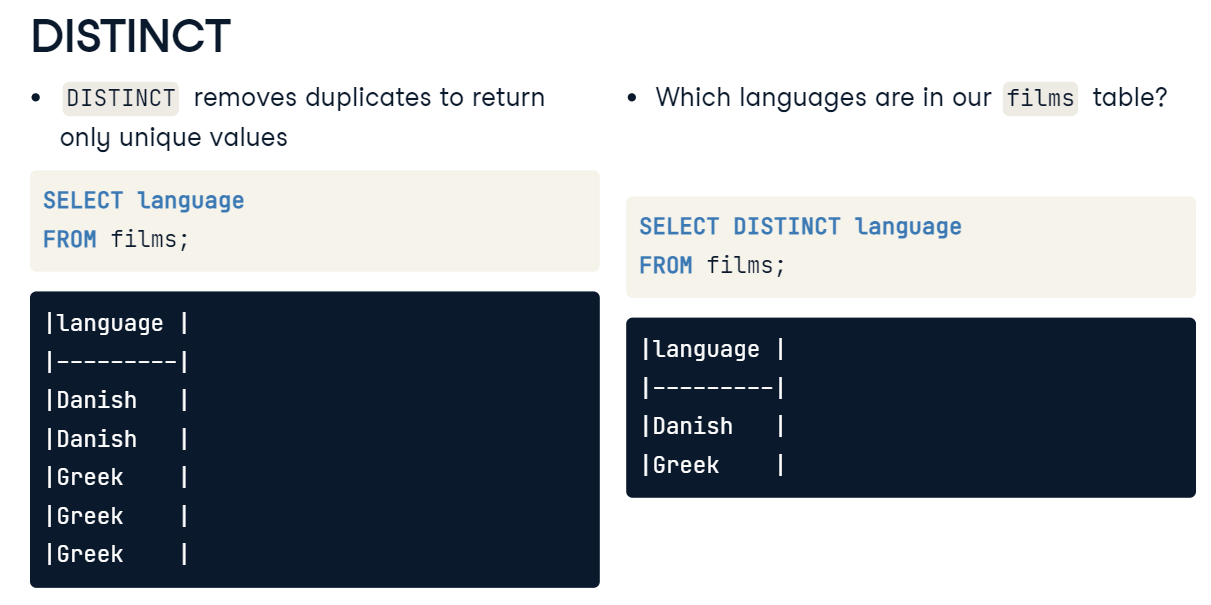 DISTINCT
• DISTINCT removes duplicates to return
only unique values
SELECT language
FROM films;
|language |
|---------|
|Danish   |
|Danish   |
|Greek    |
|Greek    |
|Greek    |
• Which languages are in our films table?
SELECT DISTINCT language
FROM films;
|language |
|---------|
|Danish   |
|Greek    |